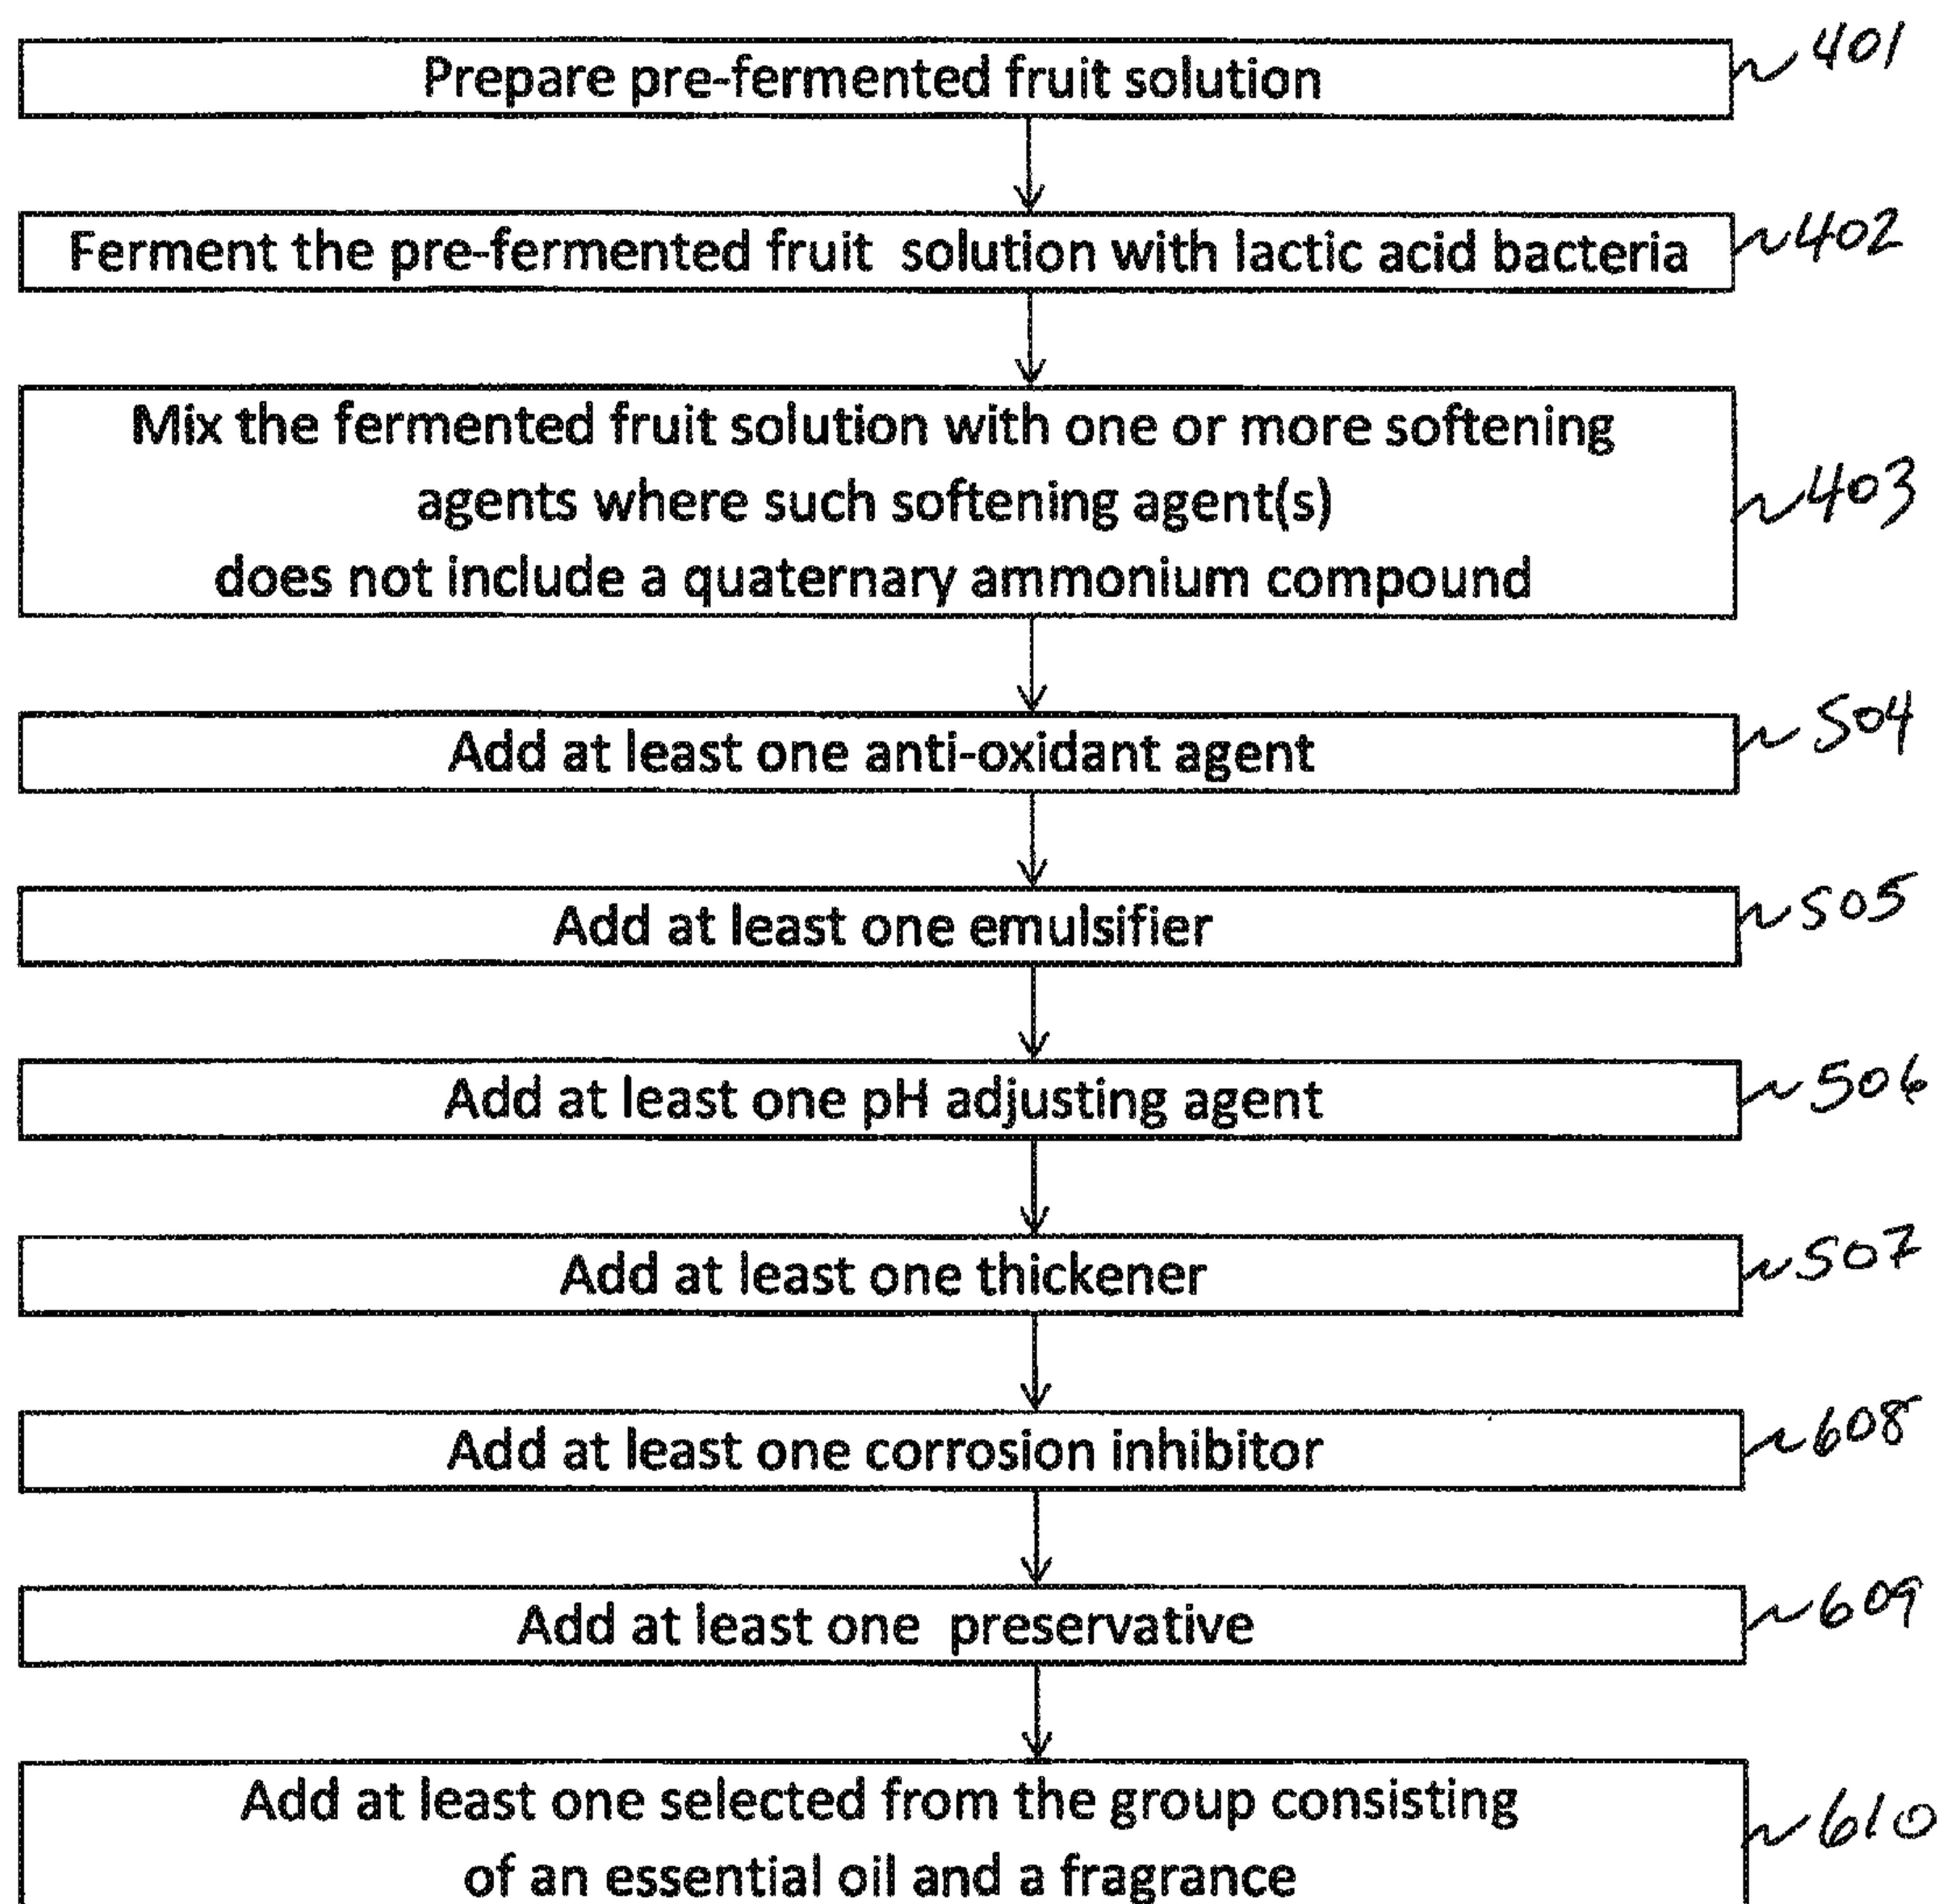 Prepare pre-fermented fruit solution 401
Ferment the pre-fermented fruit solution with lactic acid bacteria 402
Mix the fermented fruit solution with one or more softening
agents where such softening agent(s) 403
does not include a quaternary ammonium compound
Add at least one anti-oxidant agent 504
Add at least one emulsifier 505
Add at least one pH adjusting agent 506
Add at least one thickener 507
Add at least one corrosion inhibitor 608
Add at least one preservative 609
Add at least one selected from the group consisting 610
of an essential oil and a fragrance